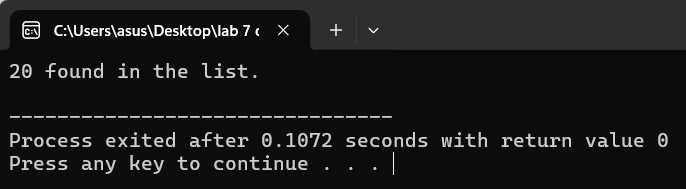 C:\Users\asus\Desktop\lab 7 c
20 found in the list.
--------------------------------
Process exited after 0.1072 seconds with return value 0
Press any key to continue . . .